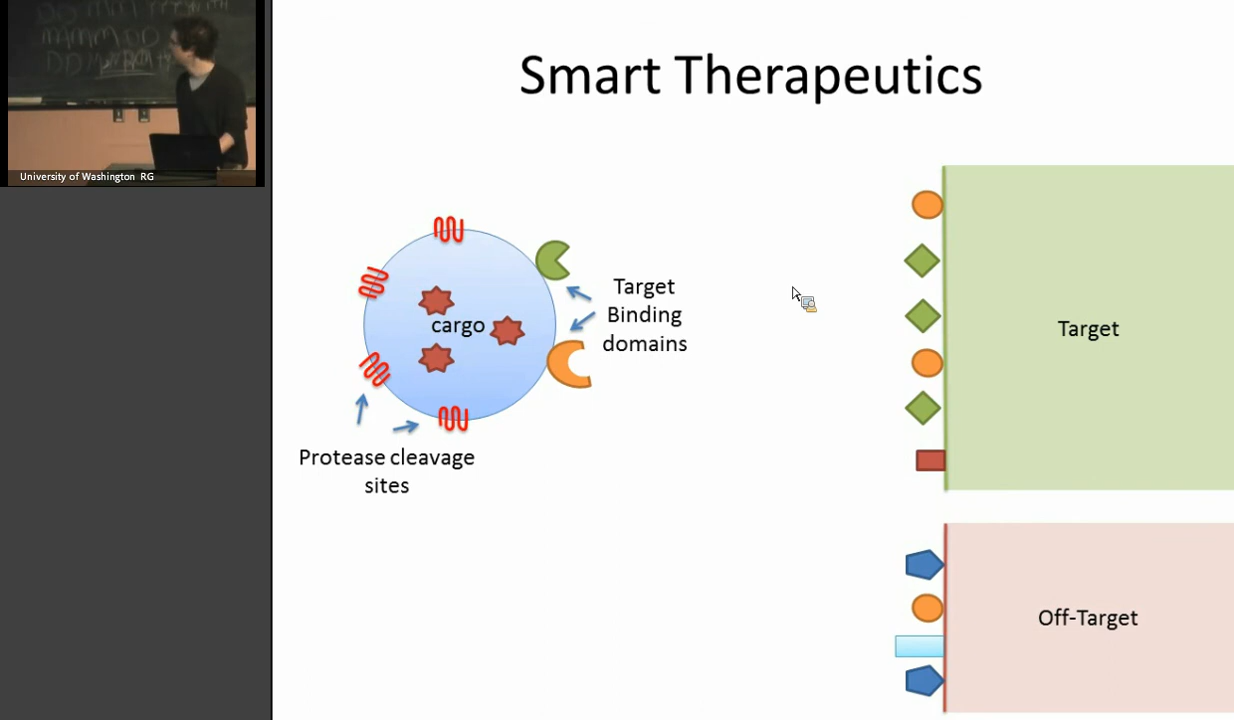 University of Washington RG
Smart Therapeutics
cargo
Target
Binding
domains
Protease cleavage
sites
Target
Off-Target